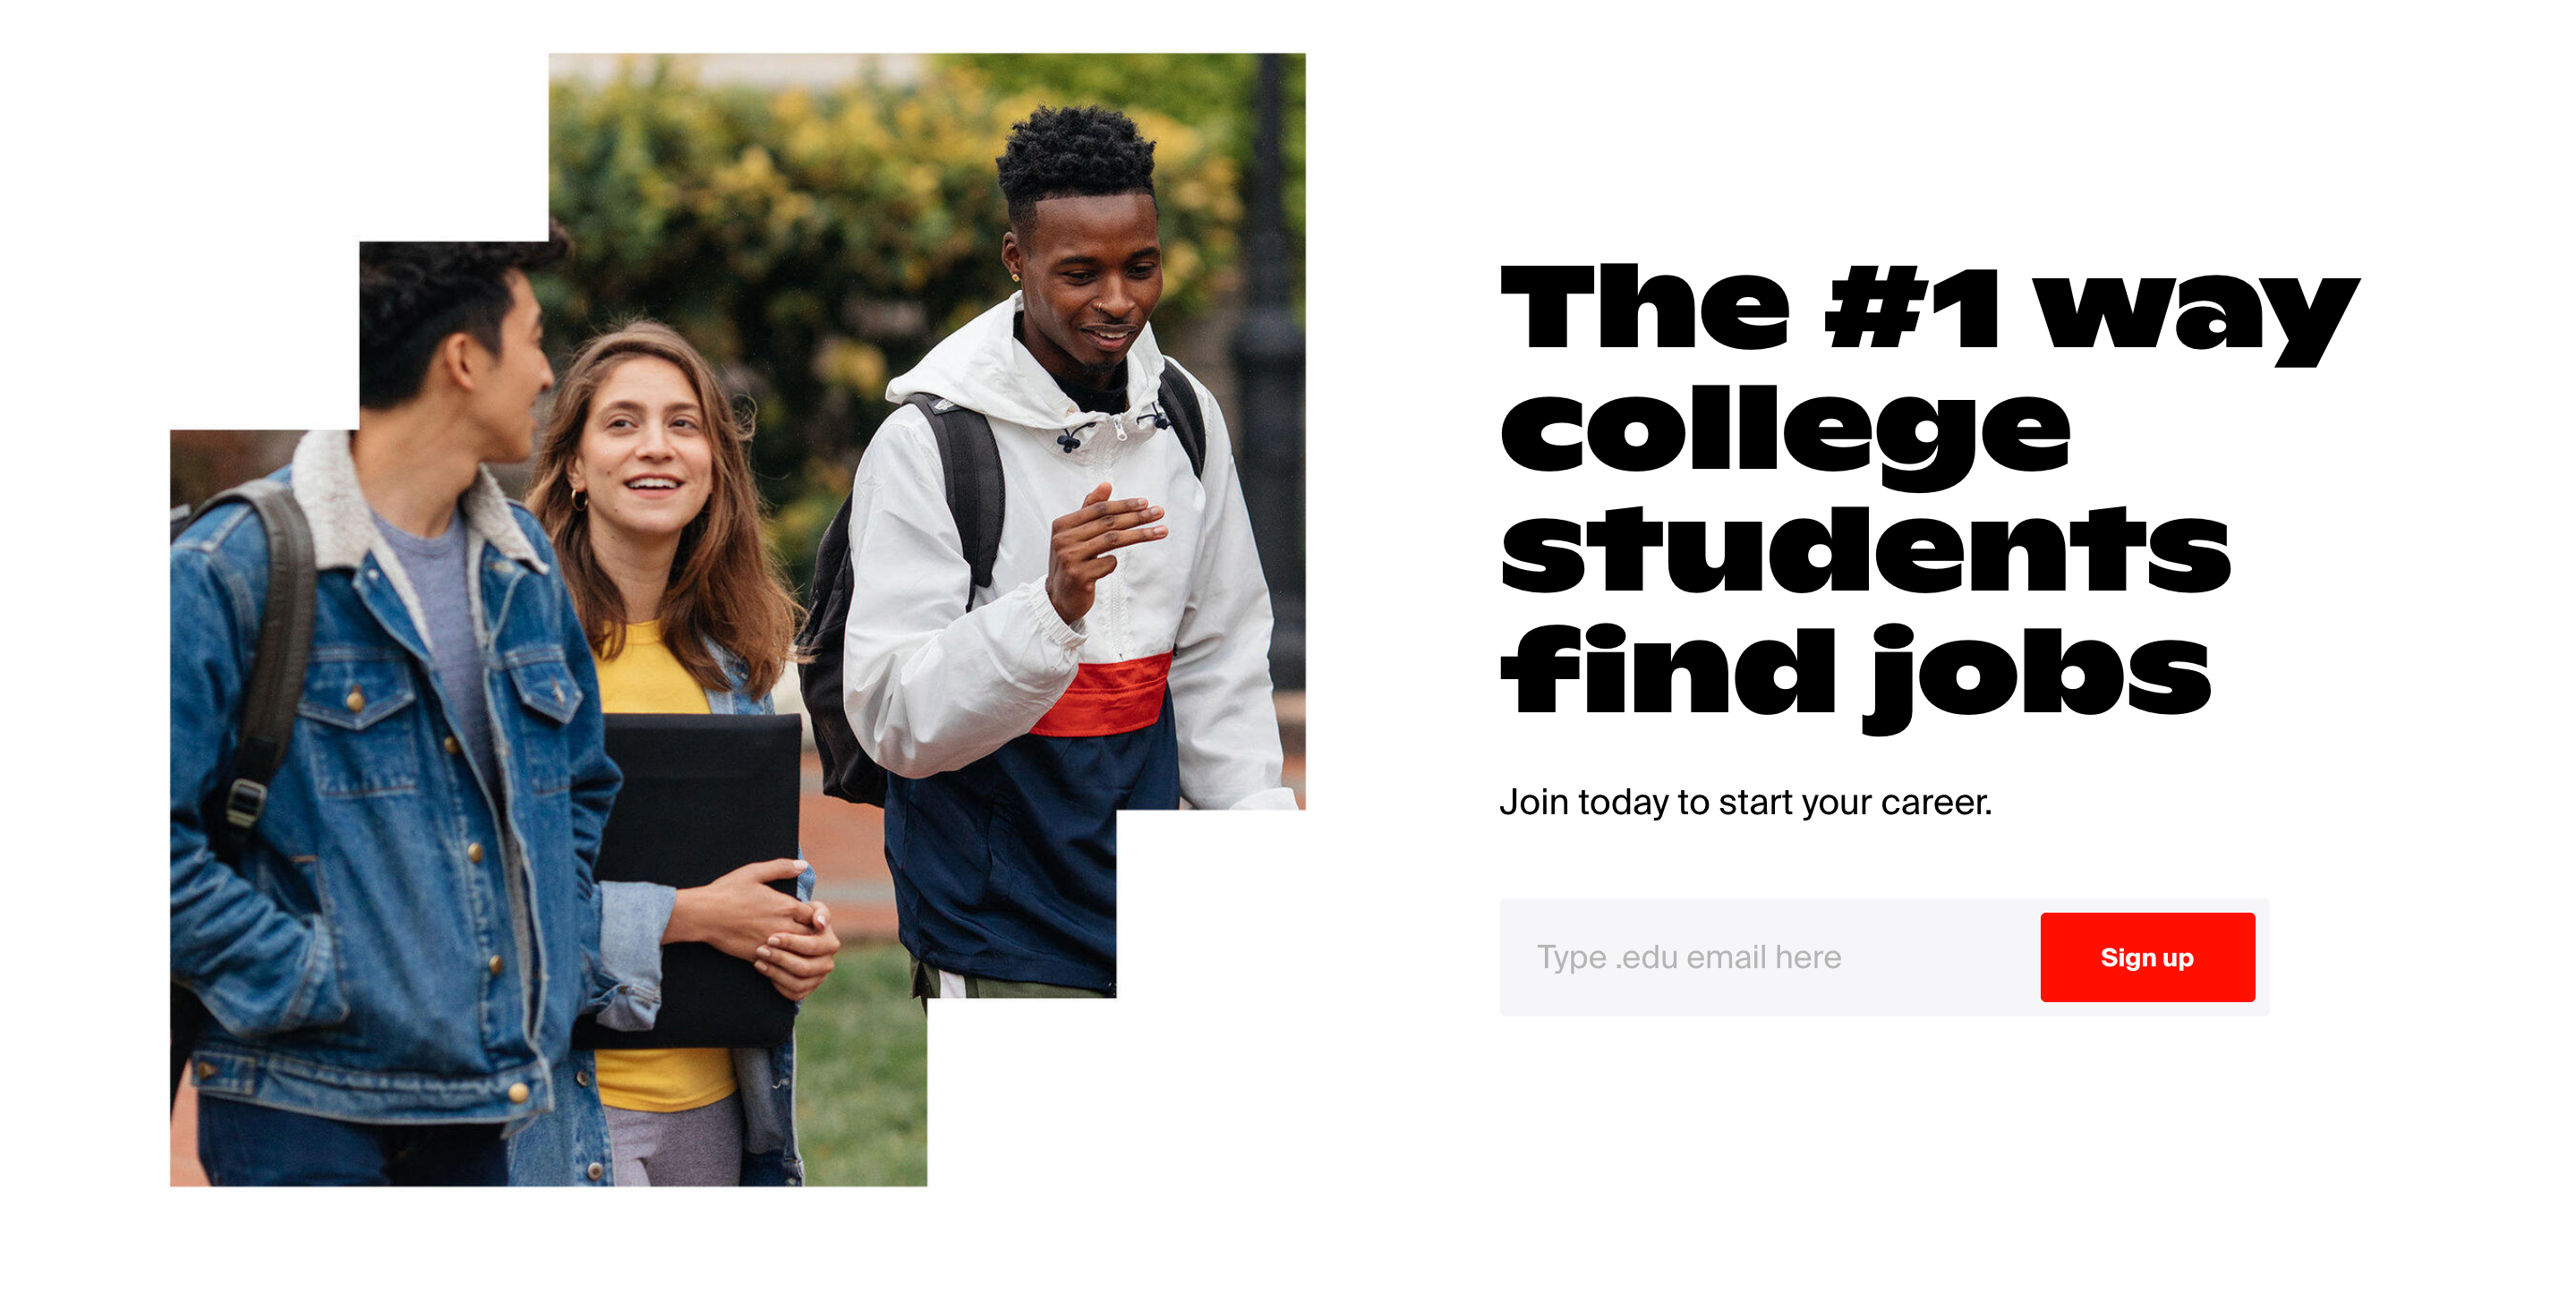 The #1 way
college
students
find jobs
Join today to start your career.
Type .edu email here
Sign up